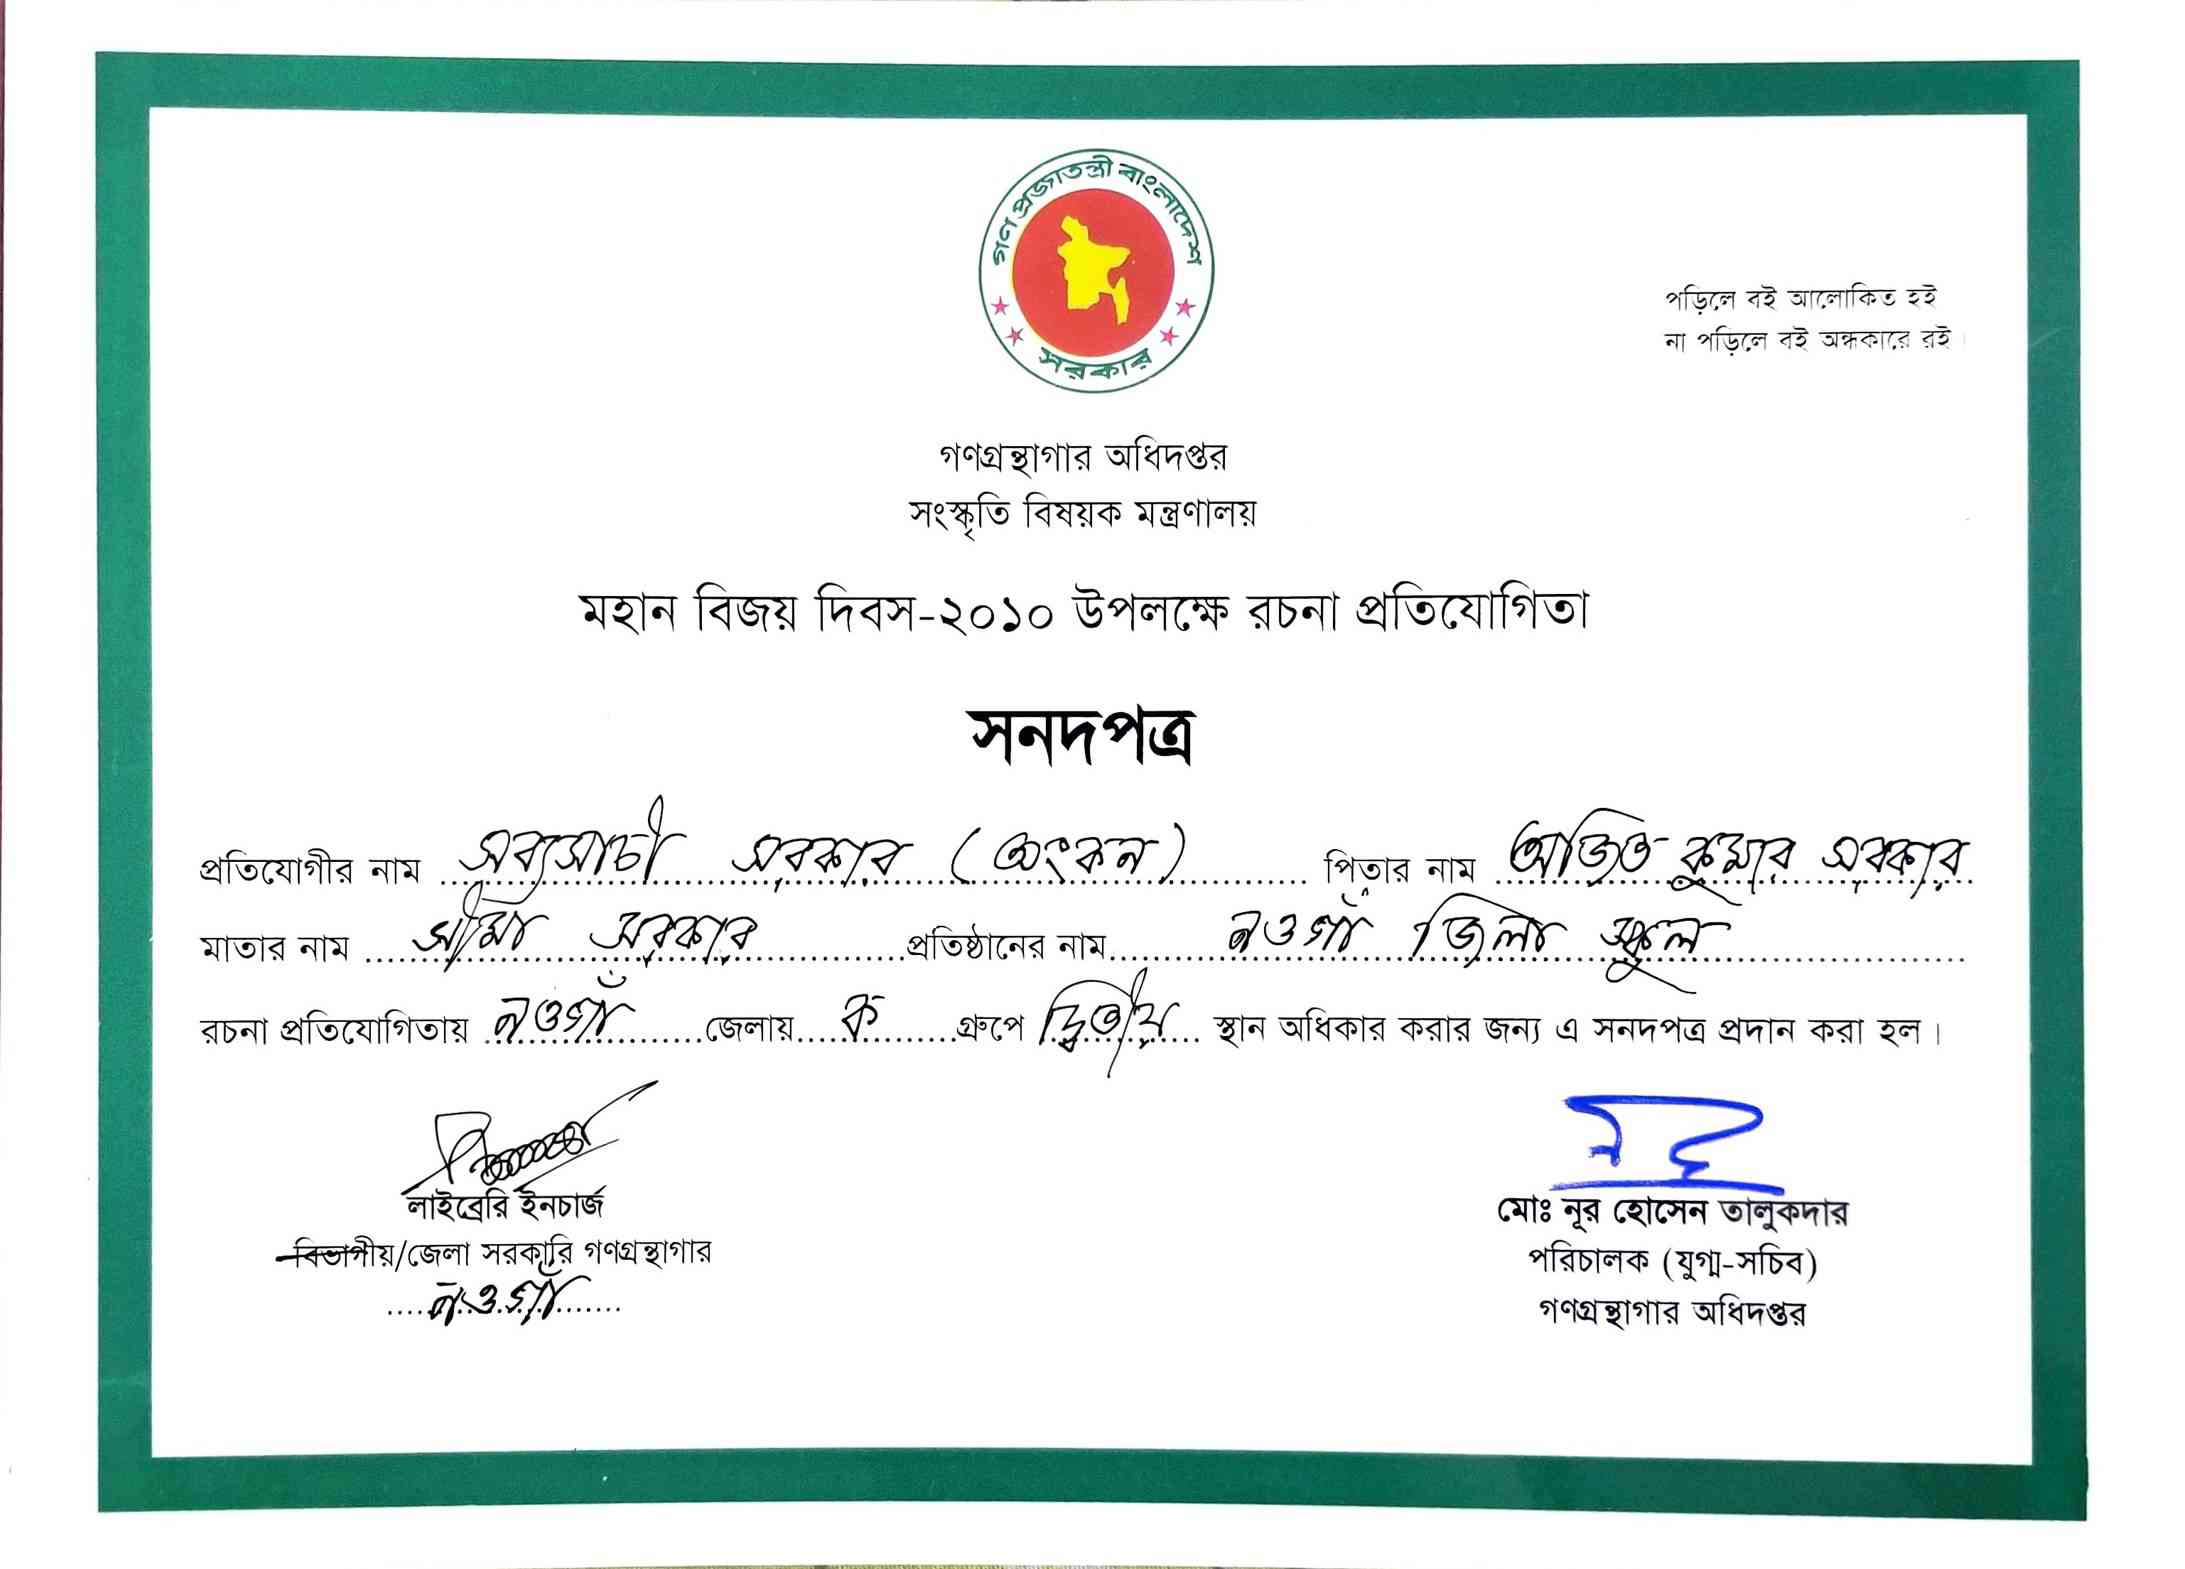 গণপ্রজাতন্ত্রী বাংলাদেশ
সরকার
পড়িলে বই আলোকিত হই
না পড়িলে বই অন্ধকারে রই।
গণগ্রন্থাগার অধিদপ্তর
সংস্কৃতি বিষয়ক মন্ত্রণালয়
মহান বিজয় দিবস-২০১০ উপলক্ষে রচনা প্রতিযোগিতা
সনদপত্র
প্রতিযোগীর নাম সব্যসাচী সরকার (অংকন) পিতার নাম অজিত কুমার সরকার
মাতার নাম সীমা সরকার প্রতিষ্ঠানের নাম নওগাঁ জিলা স্কুল
রচনা প্রতিযোগিতায় নওগাঁ জেলায় ক গ্রুপে দ্বিতীয় স্থান অধিকার করার জন্য এ সনদপত্র প্রদান করা হল।
লাইব্রেরি ইনচার্জ
বিভাগীয়/জেলা সরকারি গণগ্রন্থাগার
নওগাঁ
মোঃ নূর হোসেন তালুকদার
পরিচালক (যুগ্ম-সচিব)
গণগ্রন্থাগার অধিদপ্তর